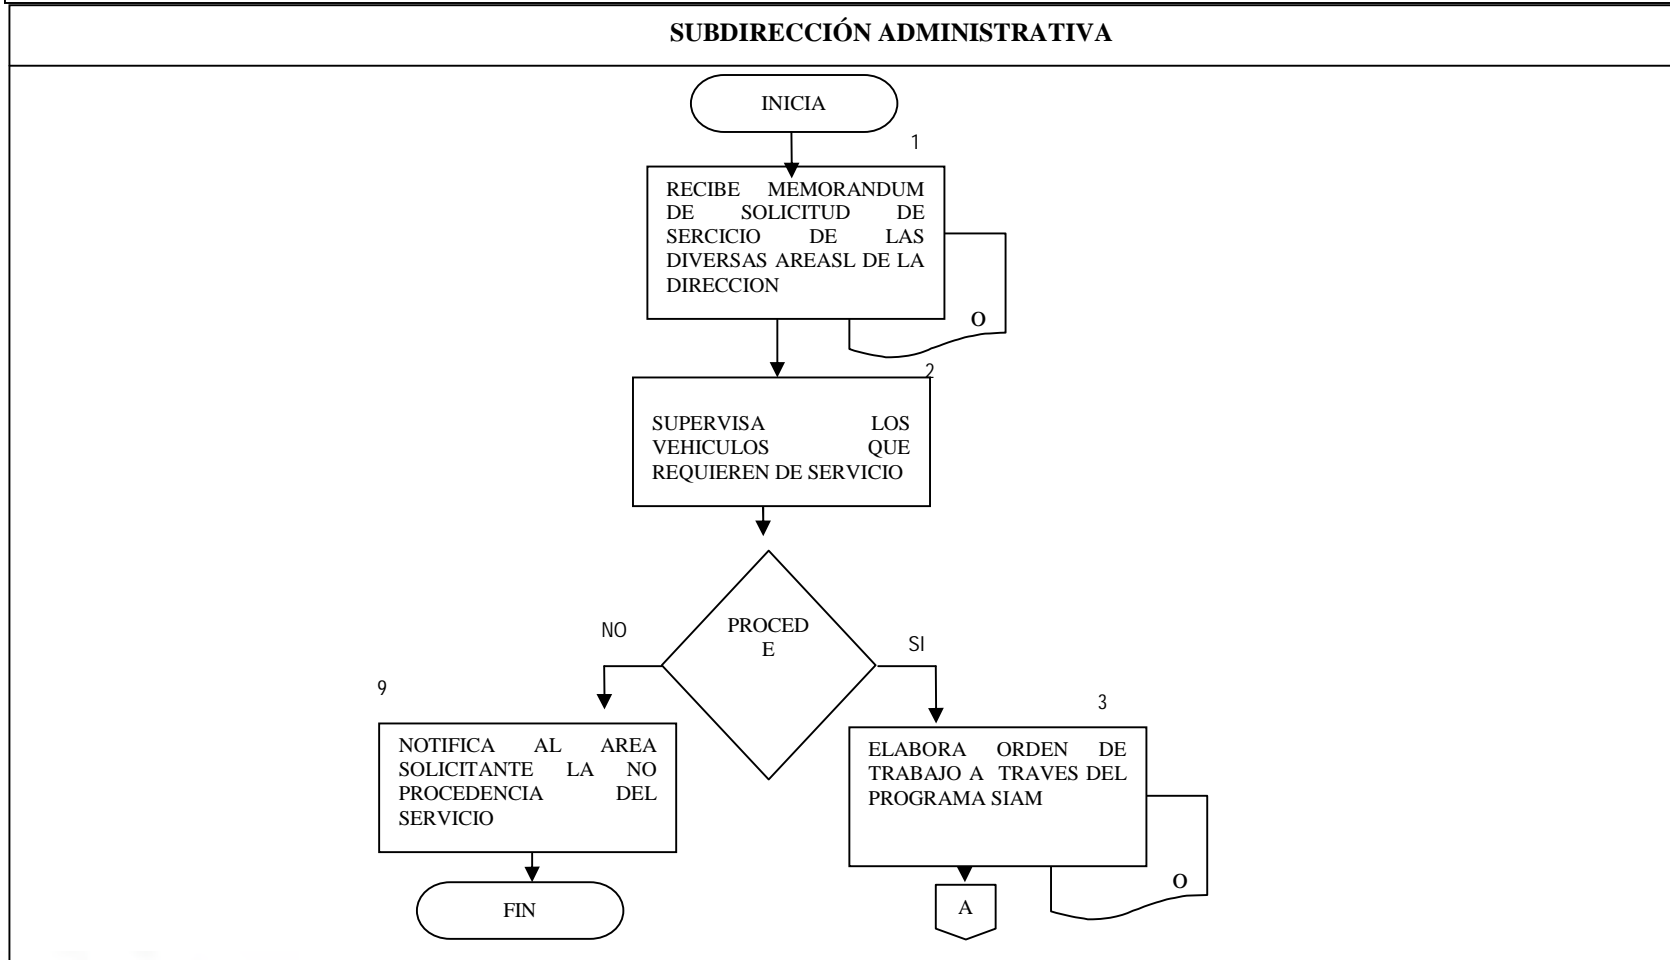 SUBDIRECCIÓN ADMINISTRATIVA
INICIA
1
RECIBE MEMORANDUM
DE SOLICITUD DE
SERCICIO DE LAS
DIVERSAS AREASL DE LA
DIRECCION
O
2
SUPERVISA LOS
VEHICULOS QUE
REQUIEREN DE SERVICIO
PROCED
E
NO
SI
9
NOTIFICA AL AREA
SOLICITANTE LA NO
PROCEDENCIA DEL
SERVICIO
FIN
3
ELABORA ORDEN DE
TRABAJO A TRAVES DEL
PROGRAMA SIAM
O
A